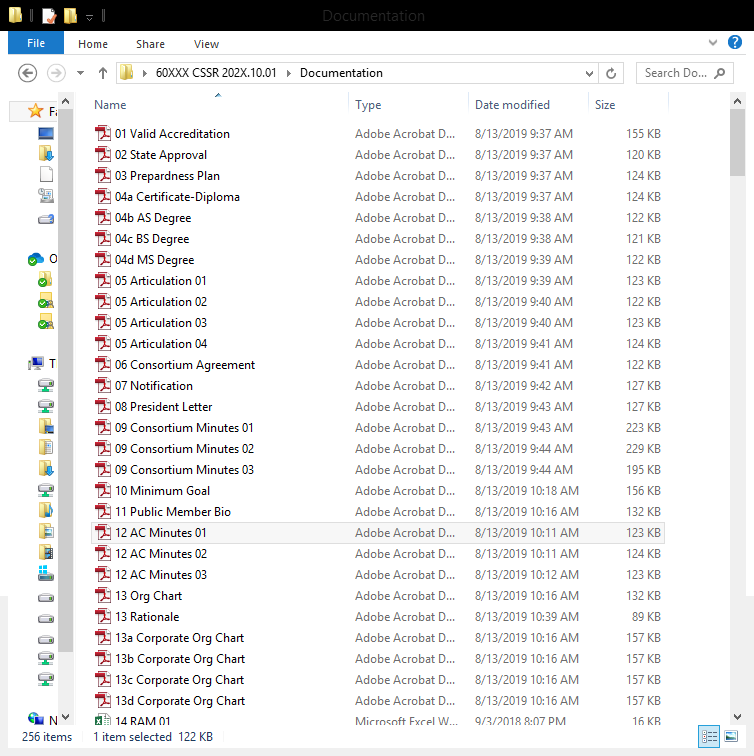 Documentation
File Home Share View
60XXX CSSR 202X.10.01 Documentation Search Do...
Name Type Date modified Size
01 Valid Accreditation Adobe Acrobat D... 8/13/2019 9:37 AM 155 KB
02 State Approval Adobe Acrobat D... 8/13/2019 9:37 AM 120 KB
03 Prepardness Plan Adobe Acrobat D... 8/13/2019 9:37 AM 124 KB
04a Certificate-Diploma Adobe Acrobat D... 8/13/2019 9:37 AM 124 KB
04b AS Degree Adobe Acrobat D... 8/13/2019 9:38 AM 122 KB
04c BS Degree Adobe Acrobat D... 8/13/2019 9:38 AM 121 KB
04d MS Degree Adobe Acrobat D... 8/13/2019 9:39 AM 122 KB
05 Articulation 01 Adobe Acrobat D... 8/13/2019 9:39 AM 123 KB
05 Articulation 02 Adobe Acrobat D... 8/13/2019 9:40 AM 122 KB
05 Articulation 03 Adobe Acrobat D... 8/13/2019 9:40 AM 123 KB
05 Articulation 04 Adobe Acrobat D... 8/13/2019 9:41 AM 124 KB
06 Consortium Agreement Adobe Acrobat D... 8/13/2019 9:41 AM 122 KB
07 Notification Adobe Acrobat D... 8/13/2019 9:42 AM 127 KB
08 President Letter Adobe Acrobat D... 8/13/2019 9:43 AM 127 KB
09 Consortium Minutes 01 Adobe Acrobat D... 8/13/2019 9:43 AM 223 KB
09 Consortium Minutes 02 Adobe Acrobat D... 8/13/2019 9:44 AM 229 KB
09 Consortium Minutes 03 Adobe Acrobat D... 8/13/2019 9:44 AM 195 KB
10 Minimum Goal Adobe Acrobat D... 8/13/2019 10:18 AM 156 KB
11 Public Member Bio Adobe Acrobat D... 8/13/2019 10:16 AM 132 KB
12 AC Minutes 01 Adobe Acrobat D... 8/13/2019 10:11 AM 123 KB
12 AC Minutes 02 Adobe Acrobat D... 8/13/2019 10:11 AM 124 KB
12 AC Minutes 03 Adobe Acrobat D... 8/13/2019 10:12 AM 123 KB
13 Org Chart Adobe Acrobat D... 8/13/2019 10:16 AM 132 KB
13 Rationale Adobe Acrobat D... 8/13/2019 10:39 AM 89 KB
13a Corporate Org Chart Adobe Acrobat D... 8/13/2019 10:16 AM 157 KB
13b Corporate Org Chart Adobe Acrobat D... 8/13/2019 10:16 AM 157 KB
13c Corporate Org Chart Adobe Acrobat D... 8/13/2019 10:16 AM 157 KB
13d Corporate Org Chart Adobe Acrobat D... 8/13/2019 10:16 AM 157 KB
14 RAM 01 Microsoft Excel W... 9/3/2018 8:07 PM 16 KB
256 items 1 item selected 122 KB